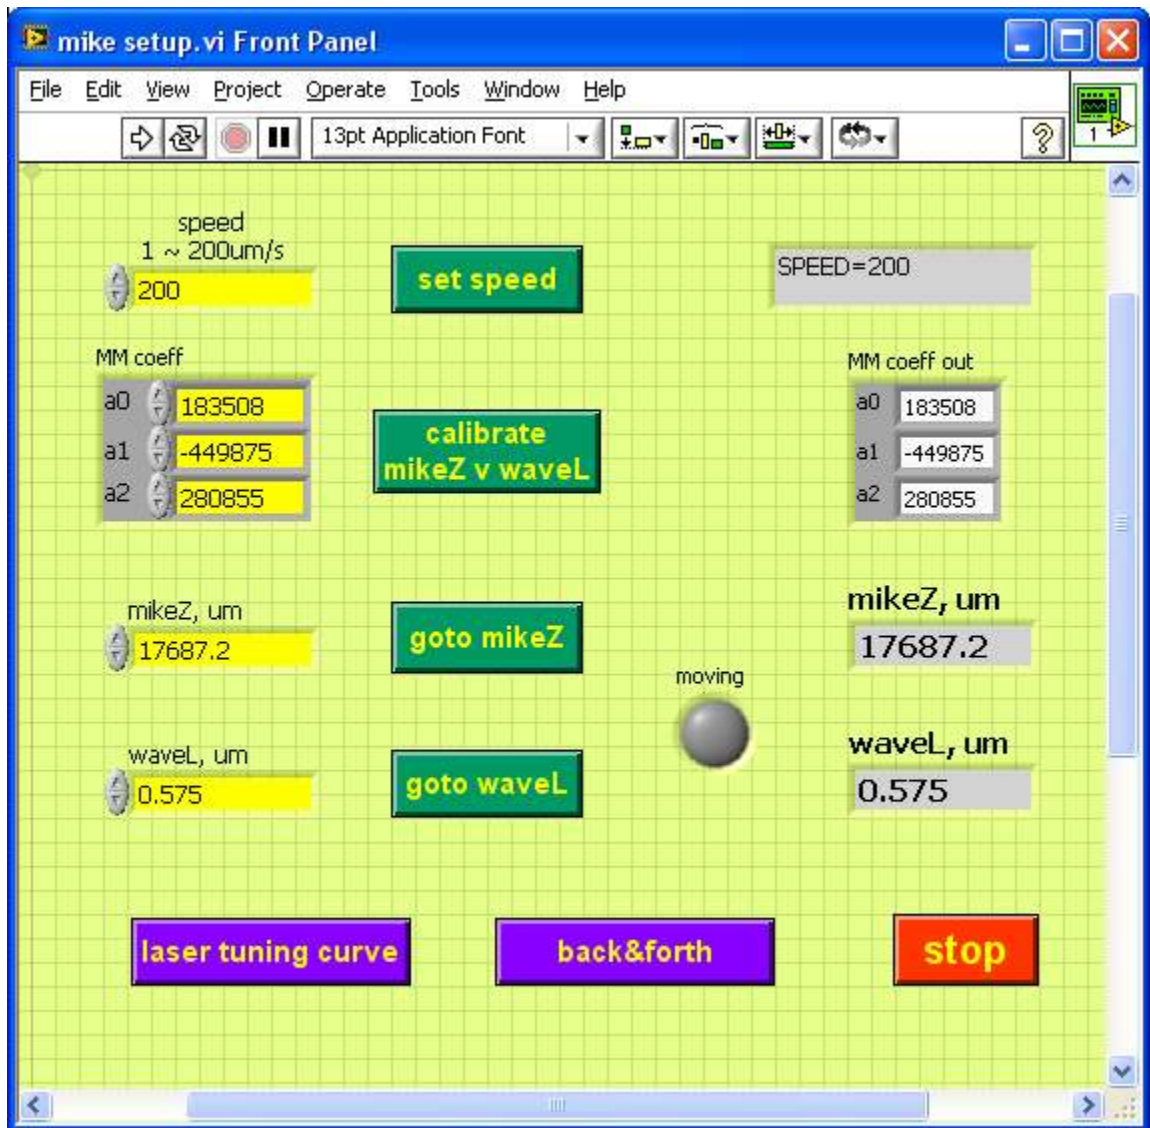 mike setup.vi Front Panel
File Edit View Project Operate Tools Window Help
13pt Application Font
?
1
speed
1 ~ 200um/s
200
set speed
SPEED=200
MM coeff
a0 183508
a1 -449875
a2 280855
calibrate
mikeZ v waveL
MM coeff out
a0 183508
a1 -449875
a2 280855
mikeZ, um
17687.2
goto mikeZ
mikeZ, um
17687.2
moving
waveL, um
0.575
goto waveL
waveL, um
0.575
laser tuning curve
back&forth
stop